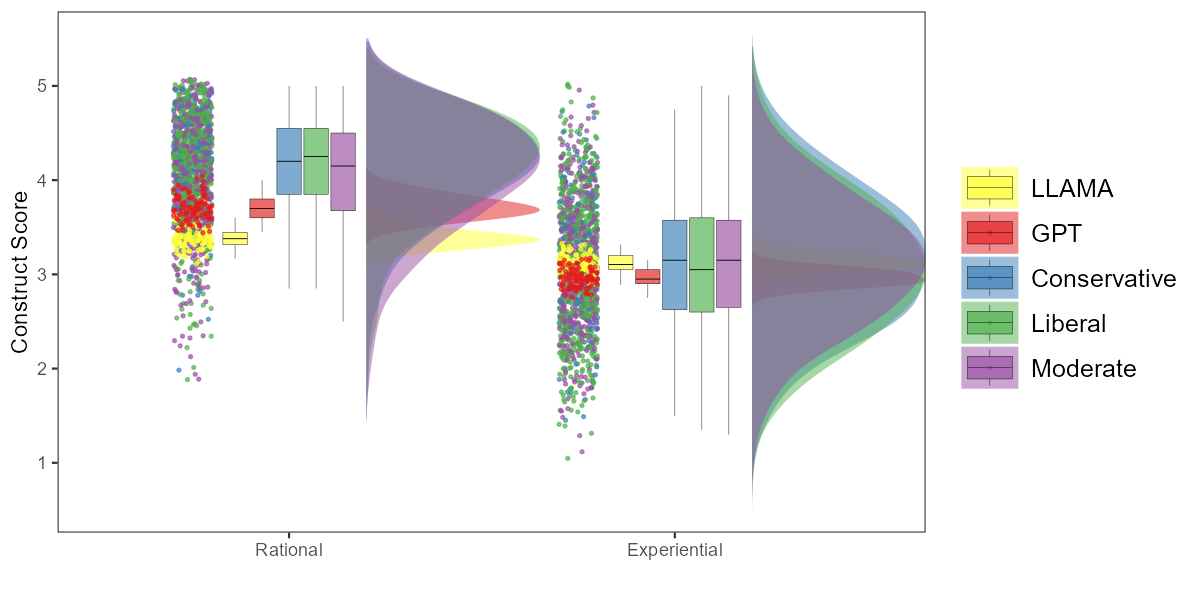 Construct Score
5
4
3
2
1
Rational
Experiential
LLAMA
GPT
Conservative
Liberal
Moderate